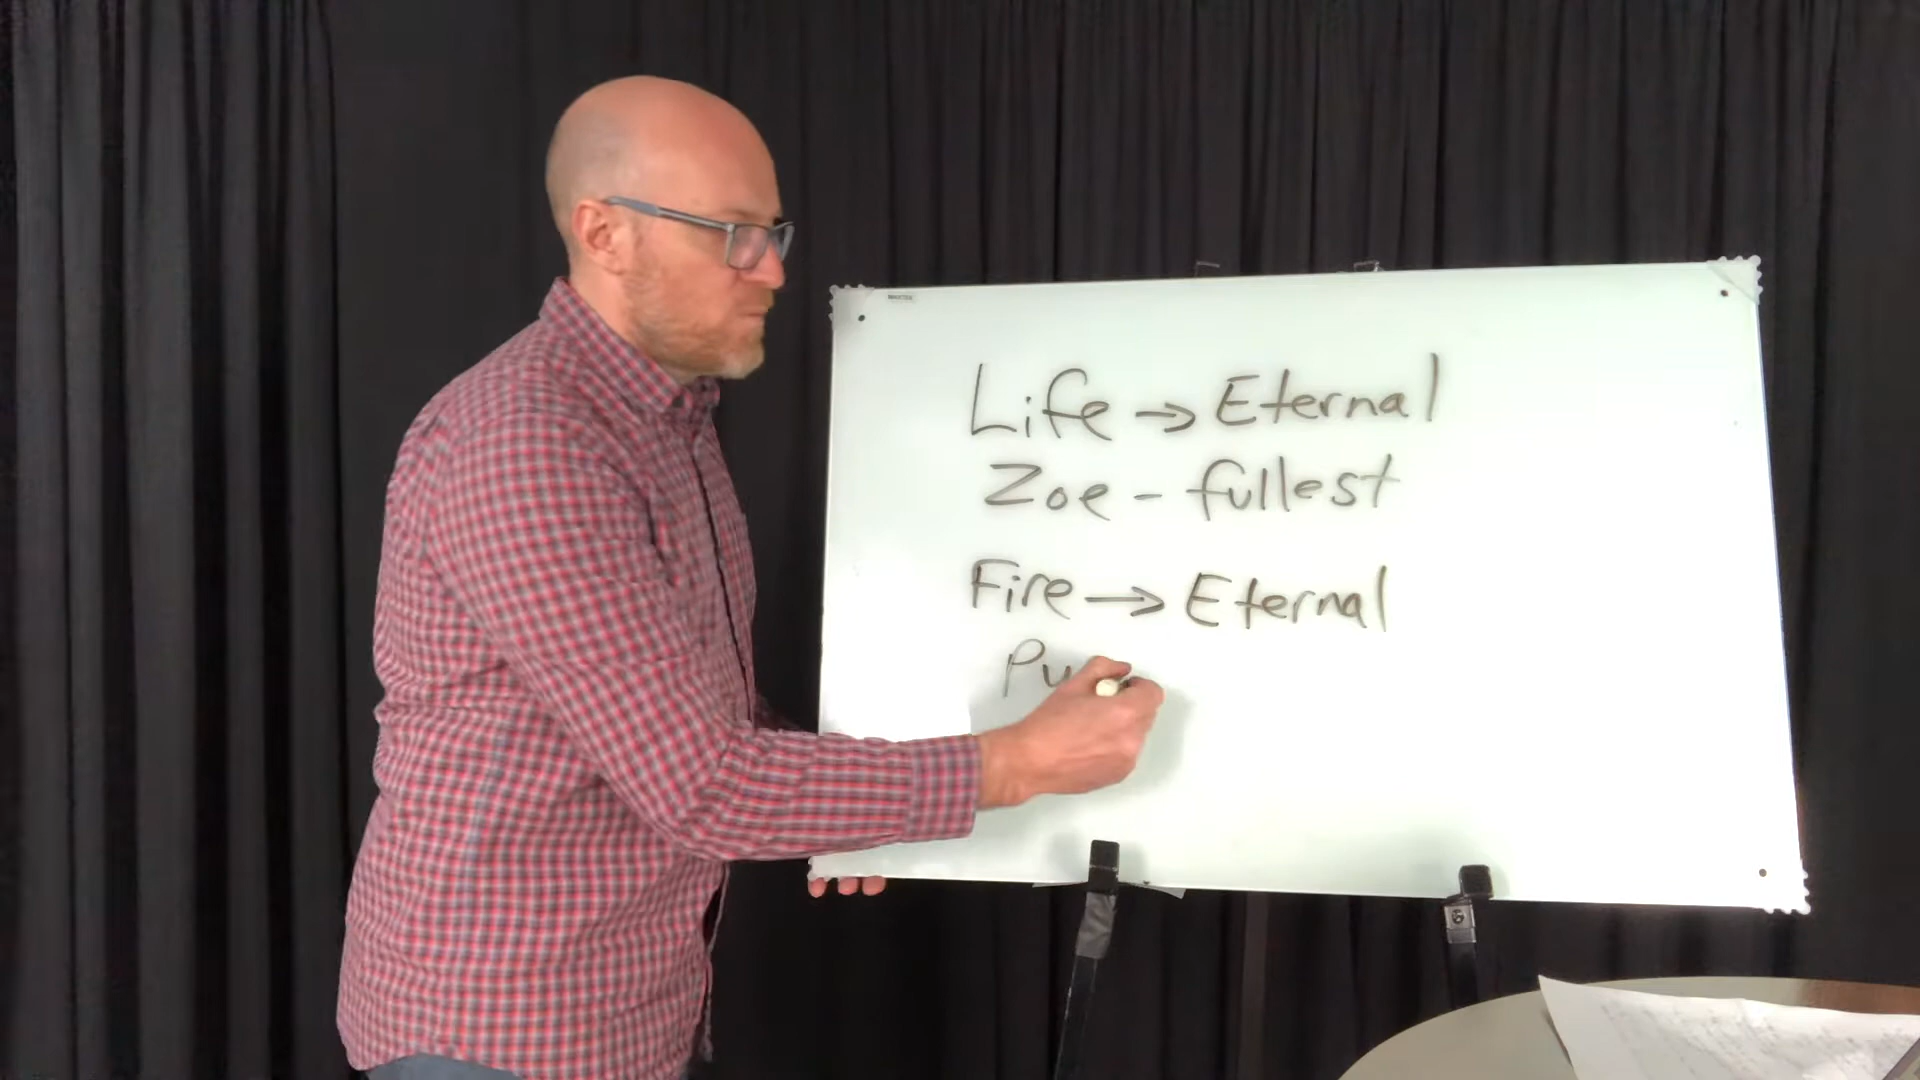 Life → Eternal
Zoe - fullest
Fire → Eternal
Pu